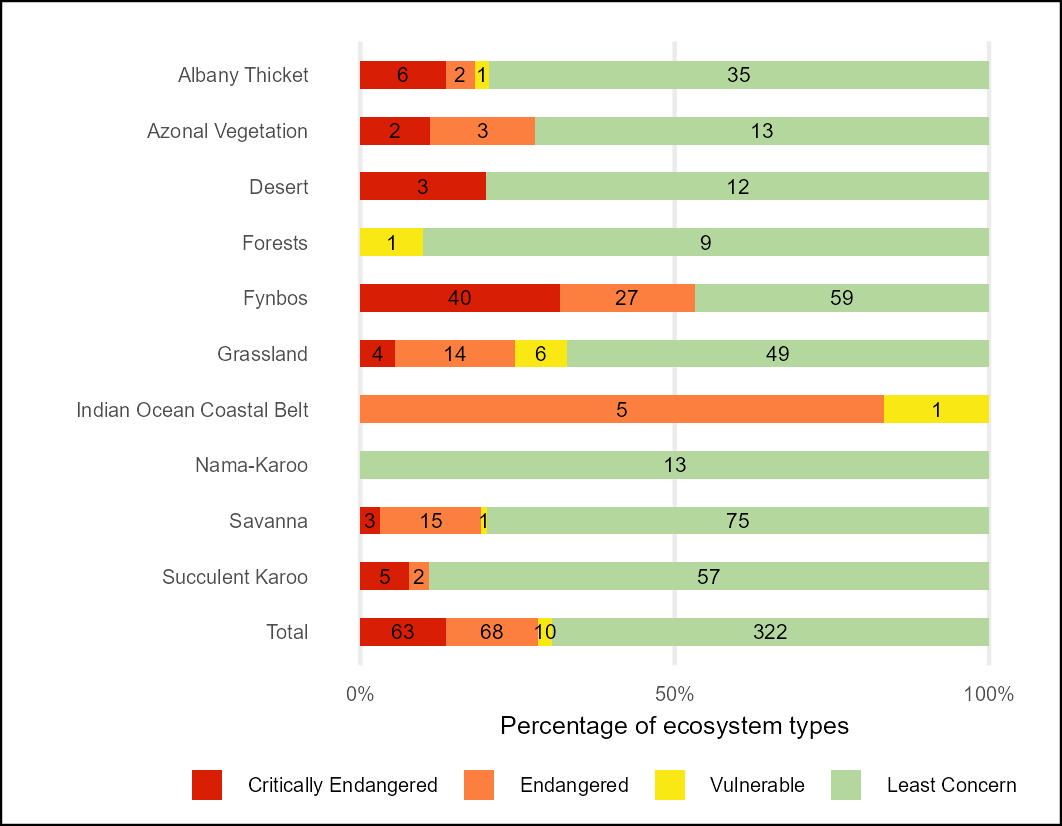 Albany Thicket 6 2 1 35
Azonal Vegetation 2 3 13
Desert 3 12
Forests 1 9
Fynbos 40 27 59
Grassland 4 14 6 49
Indian Ocean Coastal Belt 5 1
Nama-Karoo 13
Savanna 3 15 1 75
Succulent Karoo 5 2 57
Total 63 68 10 322
0% 50% 100%
Percentage of ecosystem types
Critically Endangered Endangered Vulnerable Least Concern